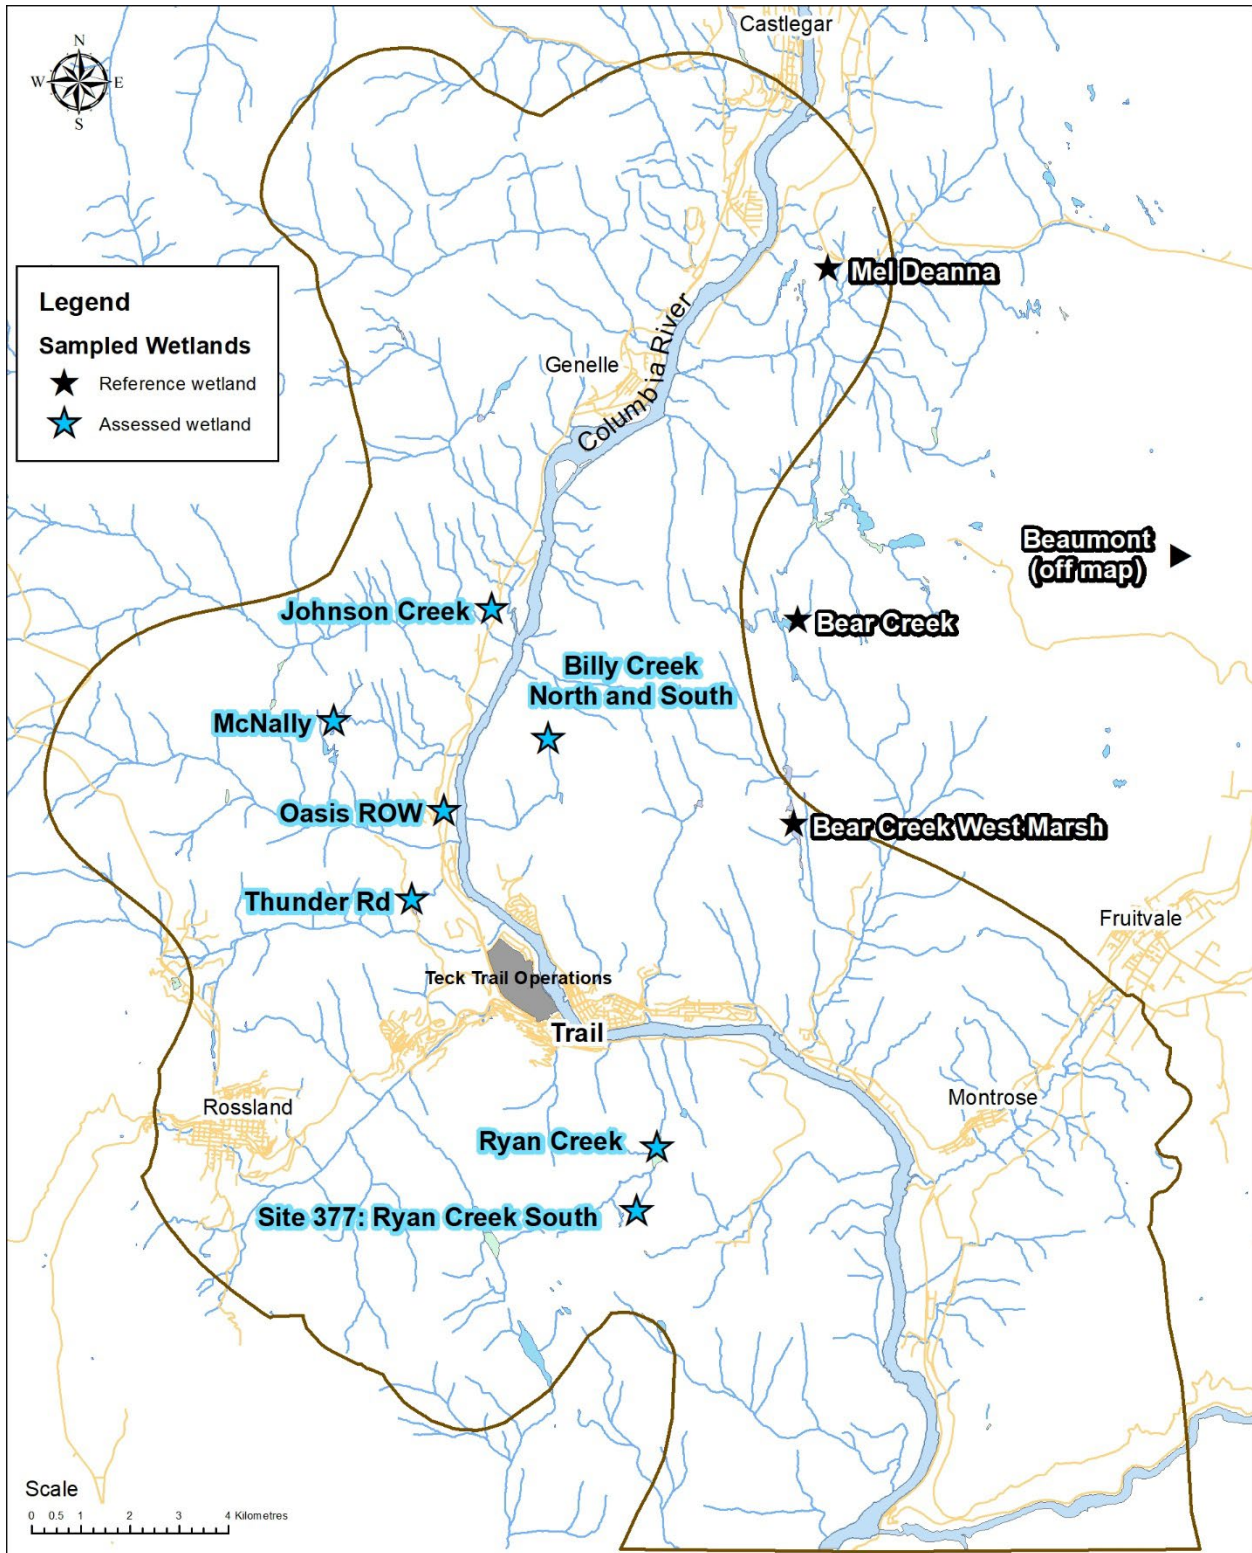 Castlegar
N
W E
S
Mel Deanna
Legend
Sampled Wetlands
Reference wetland
Assessed wetland
Genelle
Columbia River
Beaumont
(off map)
Johnson Creek
Bear Creek
Billy Creek
North and South
McNally
Oasis ROW
Bear Creek West Marsh
Thunder Rd
Fruitvale
Teck Trail Operations
Trail
Rossland
Montrose
Ryan Creek
Site 377: Ryan Creek South
Scale
0 0.5 1 2 3 4 Kilometres